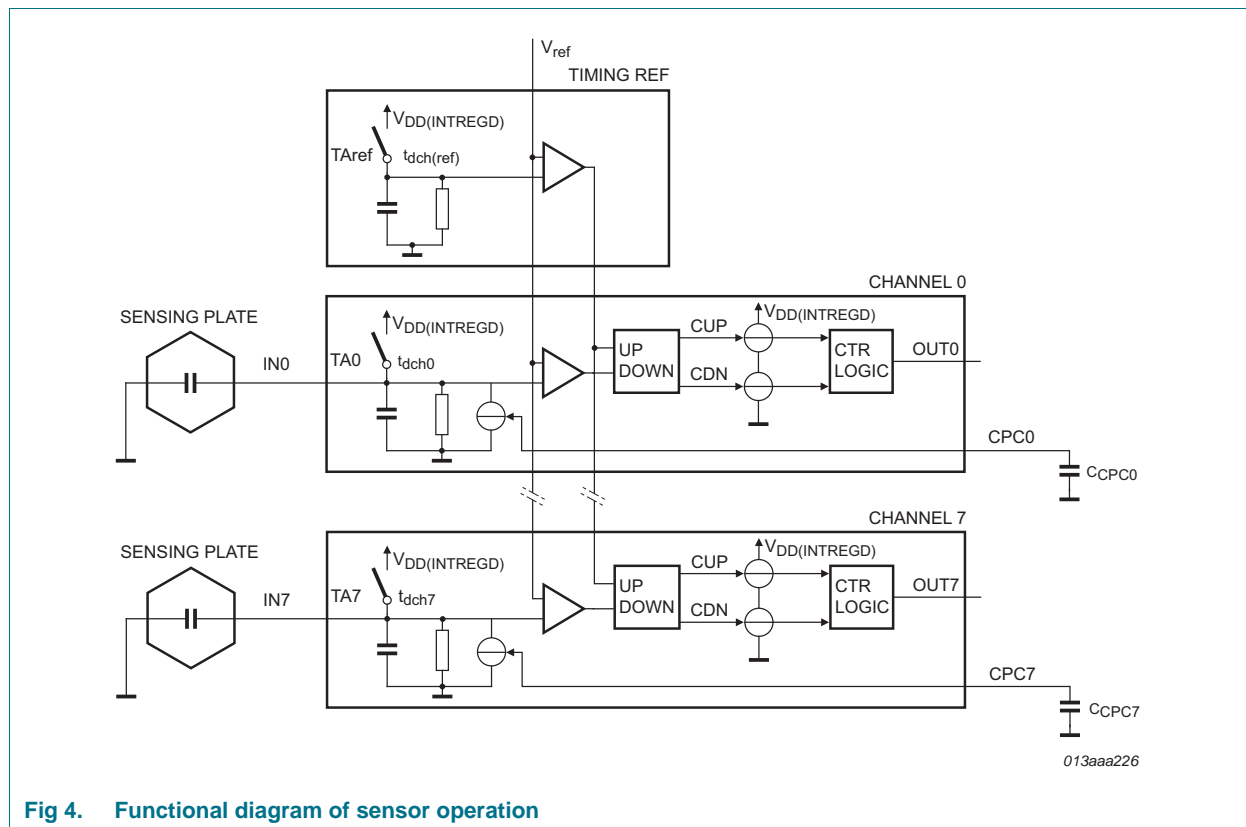 Vref
TIMING REF
VDD(INTREGD)
TAref
tdch(ref)
CHANNEL 0
SENSING PLATE
VDD(INTREGD)
VDD(INTREGD)
IN0
TA0
tdch0
UP
DOWN
CUP
CDN
CTR
LOGIC
OUT0
CPC0
CCPC0
CHANNEL 7
SENSING PLATE
VDD(INTREGD)
VDD(INTREGD)
IN7
TA7
tdch7
UP
DOWN
CUP
CDN
CTR
LOGIC
OUT7
CPC7
CCPC7
013aaa226
Fig 4. Functional diagram of sensor operation